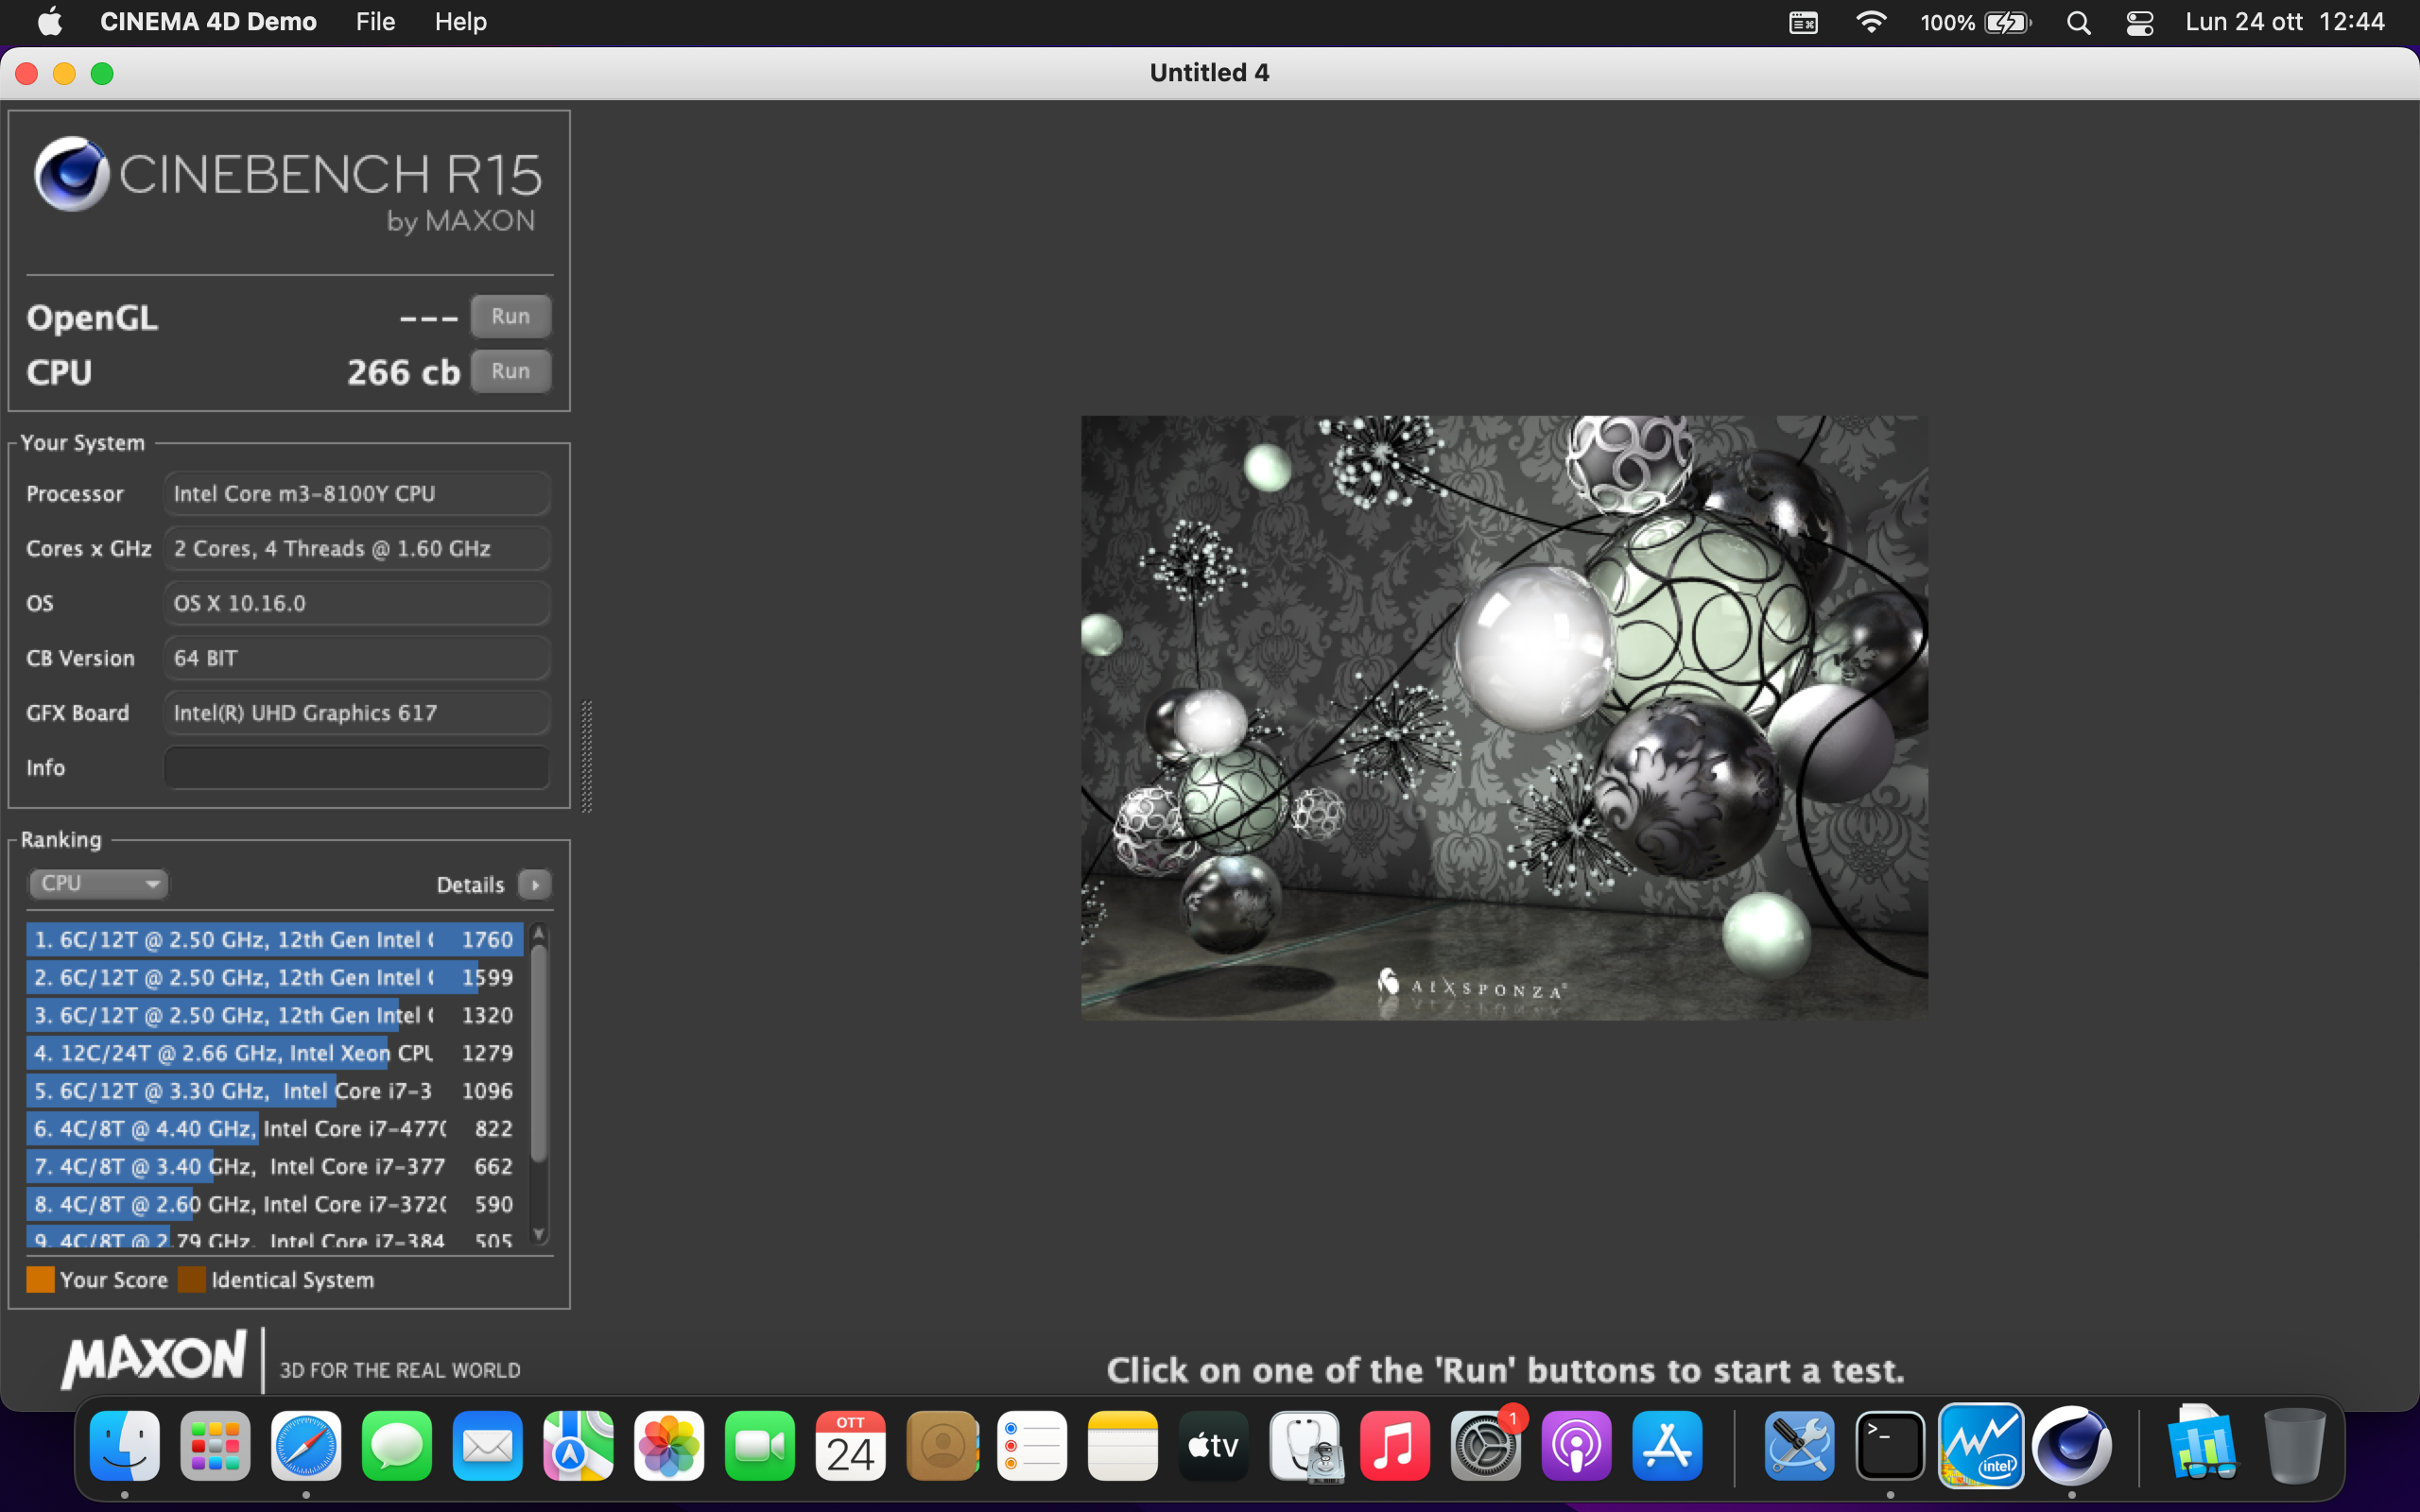 CINEMA 4D Demo File Help 100% Lun 24 ott 12:44
Untitled 4
CINEBENCH R15
by MAXON
OpenGL --- Run
CPU 266 cb Run
Your System
Processor Intel Core m3-8100Y CPU
Cores x GHz 2 Cores, 4 Threads @ 1.60 GHz
OS OS X 10.16.0
CB Version 64 BIT
GFX Board Intel(R) UHD Graphics 617
Info
Ranking
CPU Details
1. 6C/12T @ 2.50 GHz, 12th Gen Intel 1760
2. 6C/12T @ 2.50 GHz, 12th Gen Intel 1599
3. 6C/12T @ 2.50 GHz, 12th Gen Intel 1320
4. 12C/24T @ 2.66 GHz, Intel Xeon CPU 1279
5. 6C/12T @ 3.30 GHz, Intel Core i7-3 1096
6. 4C/8T @ 4.40 GHz, Intel Core i7-4770 822
7. 4C/8T @ 3.40 GHz, Intel Core i7-377 662
8. 4C/8T @ 2.60 GHz, Intel Core i7-3720 590
9. 4C/8T @ 2.79 GHz, Intel Core i7-384 505
Your Score Identical System
AIXSPONZA
MAXON 3D FOR THE REAL WORLD
Click on one of the 'Run' buttons to start a test.
OTT
24
tv
1
>_
intel